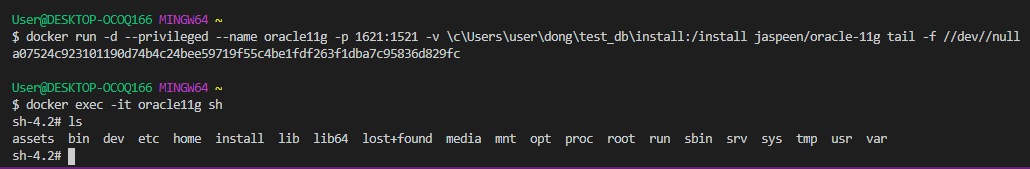 User@DESKTOP-OCOQ166 MINGW64 ~
$ docker run -d --privileged --name oracle11g -p 1621:1521 -v \c\Users\user\dong\test_db\install:/install jaspeen/oracle-11g tail -f //dev//null
a07524c923101190d74b4c24bee59719f55c4be1fdf263f1dba7c95836d829fc
User@DESKTOP-OCOQ166 MINGW64 ~
$ docker exec -it oracle11g sh
sh-4.2# ls
assets bin dev etc home install lib lib64 lost+found media mnt opt proc root run sbin srv sys tmp usr var
sh-4.2#